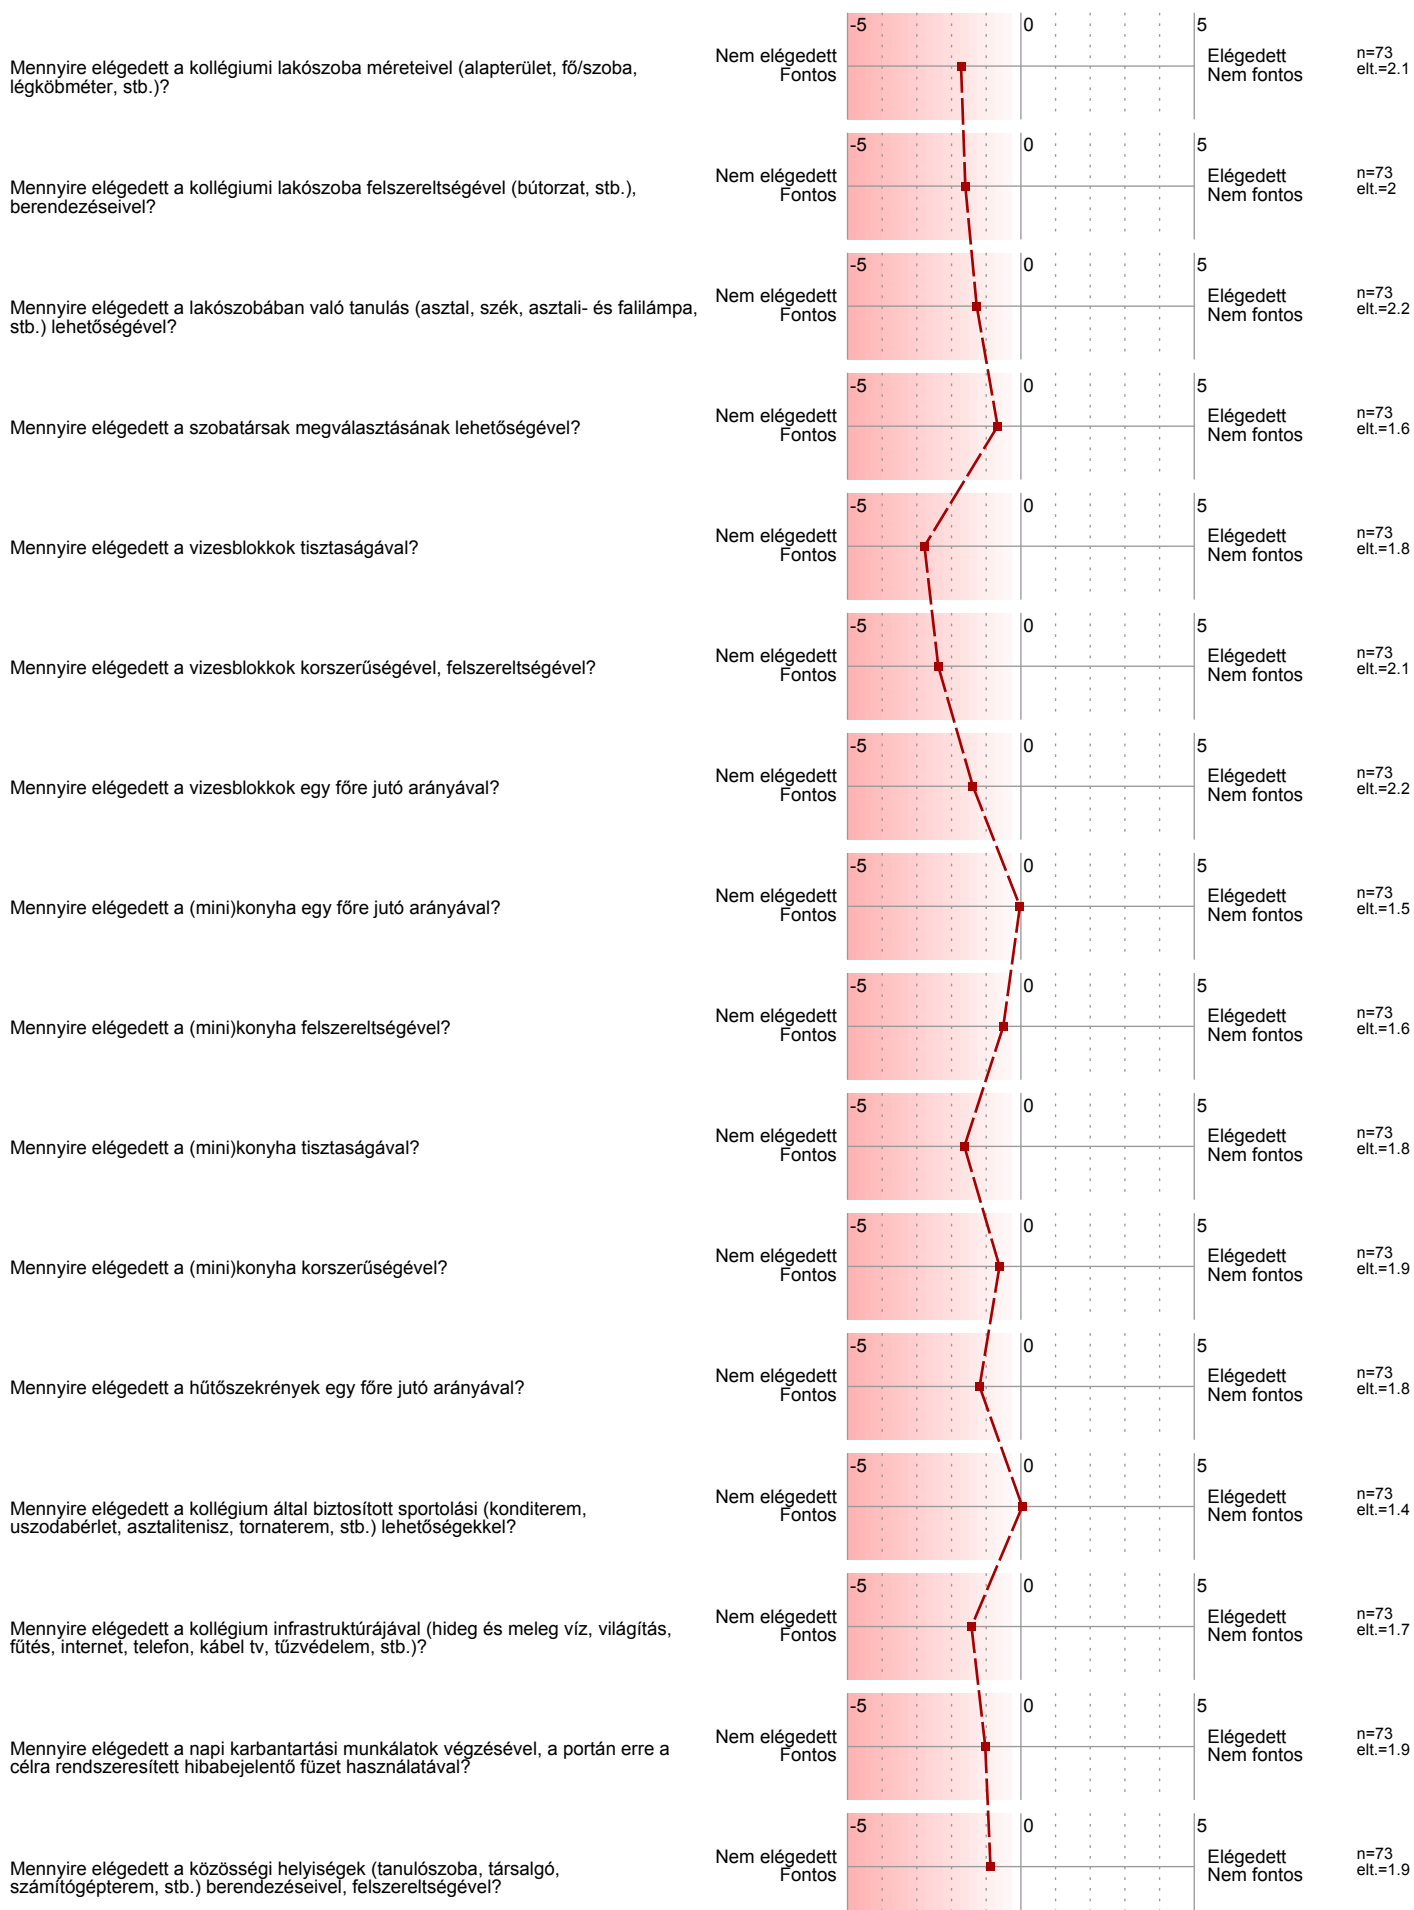 -5 0 5
Mennyire elégedett a kollégiumi lakószoba méreteivel (alapterület, fő/szoba,
légköbméter, stb.)?
Nem elégedett
Fontos
Elégedett
Nem fontos
n=73
elt.=2.1
-5 0 5
Mennyire elégedett a kollégiumi lakószoba felszereltségével (bútorzat, stb.),
berendezéseivel?
Nem elégedett
Fontos
Elégedett
Nem fontos
n=73
elt.=2
-5 0 5
Mennyire elégedett a lakószobában való tanulás (asztal, szék, asztali- és falilámpa,
stb.) lehetőségével?
Nem elégedett
Fontos
Elégedett
Nem fontos
n=73
elt.=2.2
-5 0 5
Mennyire elégedett a szobatársak megválasztásának lehetőségével?
Nem elégedett
Fontos
Elégedett
Nem fontos
n=73
elt.=1.6
-5 0 5
Mennyire elégedett a vizesblokkok tisztaságával?
Nem elégedett
Fontos
Elégedett
Nem fontos
n=73
elt.=1.8
-5 0 5
Mennyire elégedett a vizesblokkok korszerűségével, felszereltségével?
Nem elégedett
Fontos
Elégedett
Nem fontos
n=73
elt.=2.1
-5 0 5
Mennyire elégedett a vizesblokkok egy főre jutó arányával?
Nem elégedett
Fontos
Elégedett
Nem fontos
n=73
elt.=2.2
-5 0 5
Mennyire elégedett a (mini)konyha egy főre jutó arányával?
Nem elégedett
Fontos
Elégedett
Nem fontos
n=73
elt.=1.5
-5 0 5
Mennyire elégedett a (mini)konyha felszereltségével?
Nem elégedett
Fontos
Elégedett
Nem fontos
n=73
elt.=1.6
-5 0 5
Mennyire elégedett a (mini)konyha tisztaságával?
Nem elégedett
Fontos
Elégedett
Nem fontos
n=73
elt.=1.8
-5 0 5
Mennyire elégedett a (mini)konyha korszerűségével?
Nem elégedett
Fontos
Elégedett
Nem fontos
n=73
elt.=1.9
-5 0 5
Mennyire elégedett a hűtőszekrények egy főre jutó arányával?
Nem elégedett
Fontos
Elégedett
Nem fontos
n=73
elt.=1.8
-5 0 5
Mennyire elégedett a kollégium által biztosított sportolási (konditerem,
uszodabérlet, asztalitenisz, tornaterem, stb.) lehetőségekkel?
Nem elégedett
Fontos
Elégedett
Nem fontos
n=73
elt.=1.4
-5 0 5
Mennyire elégedett a kollégium infrastruktúrájával (hideg és meleg víz, világítás,
fűtés, internet, telefon, kábel tv, tűzvédelem, stb.)?
Nem elégedett
Fontos
Elégedett
Nem fontos
n=73
elt.=1.7
-5 0 5
Mennyire elégedett a napi karbantartási munkálatok végzésével, a portán erre a
célra rendszeresített hibabejelentő füzet használatával?
Nem elégedett
Fontos
Elégedett
Nem fontos
n=73
elt.=1.9
-5 0 5
Mennyire elégedett a közösségi helyiségek (tanulószoba, társalgó,
számítógépterem, stb.) berendezéseivel, felszereltségével?
Nem elégedett
Fontos
Elégedett
Nem fontos
n=73
elt.=1.9